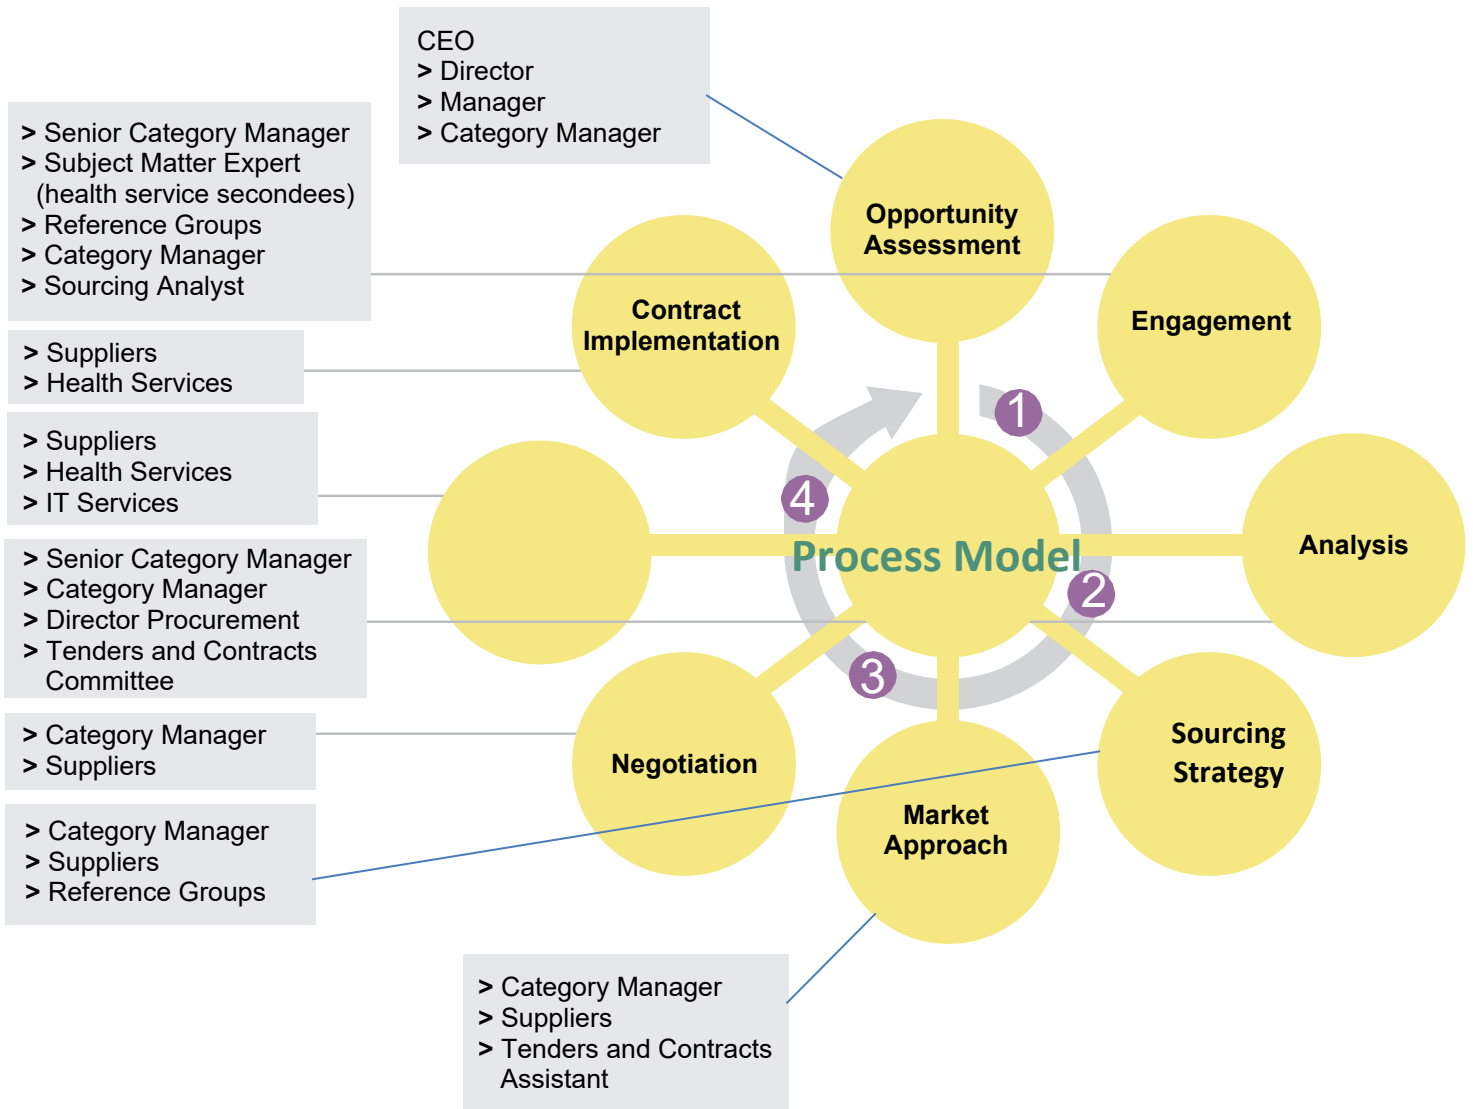 CEO
> Director
> Manager
> Category Manager
> Senior Category Manager
> Subject Matter Expert
(health service secondees)
> Reference Groups
> Category Manager
> Sourcing Analyst
> Suppliers
> Health Services
> Suppliers
> Health Services
> IT Services
> Senior Category Manager
> Category Manager
> Director Procurement
> Tenders and Contracts
Committee
> Category Manager
> Suppliers
> Category Manager
> Suppliers
> Reference Groups
> Category Manager
> Suppliers
> Tenders and Contracts
Assistant
Opportunity
Assessment
Engagement
Analysis
Sourcing
Strategy
Market
Approach
Negotiation
Contract
Implementation
Process Model
1
2
3
4